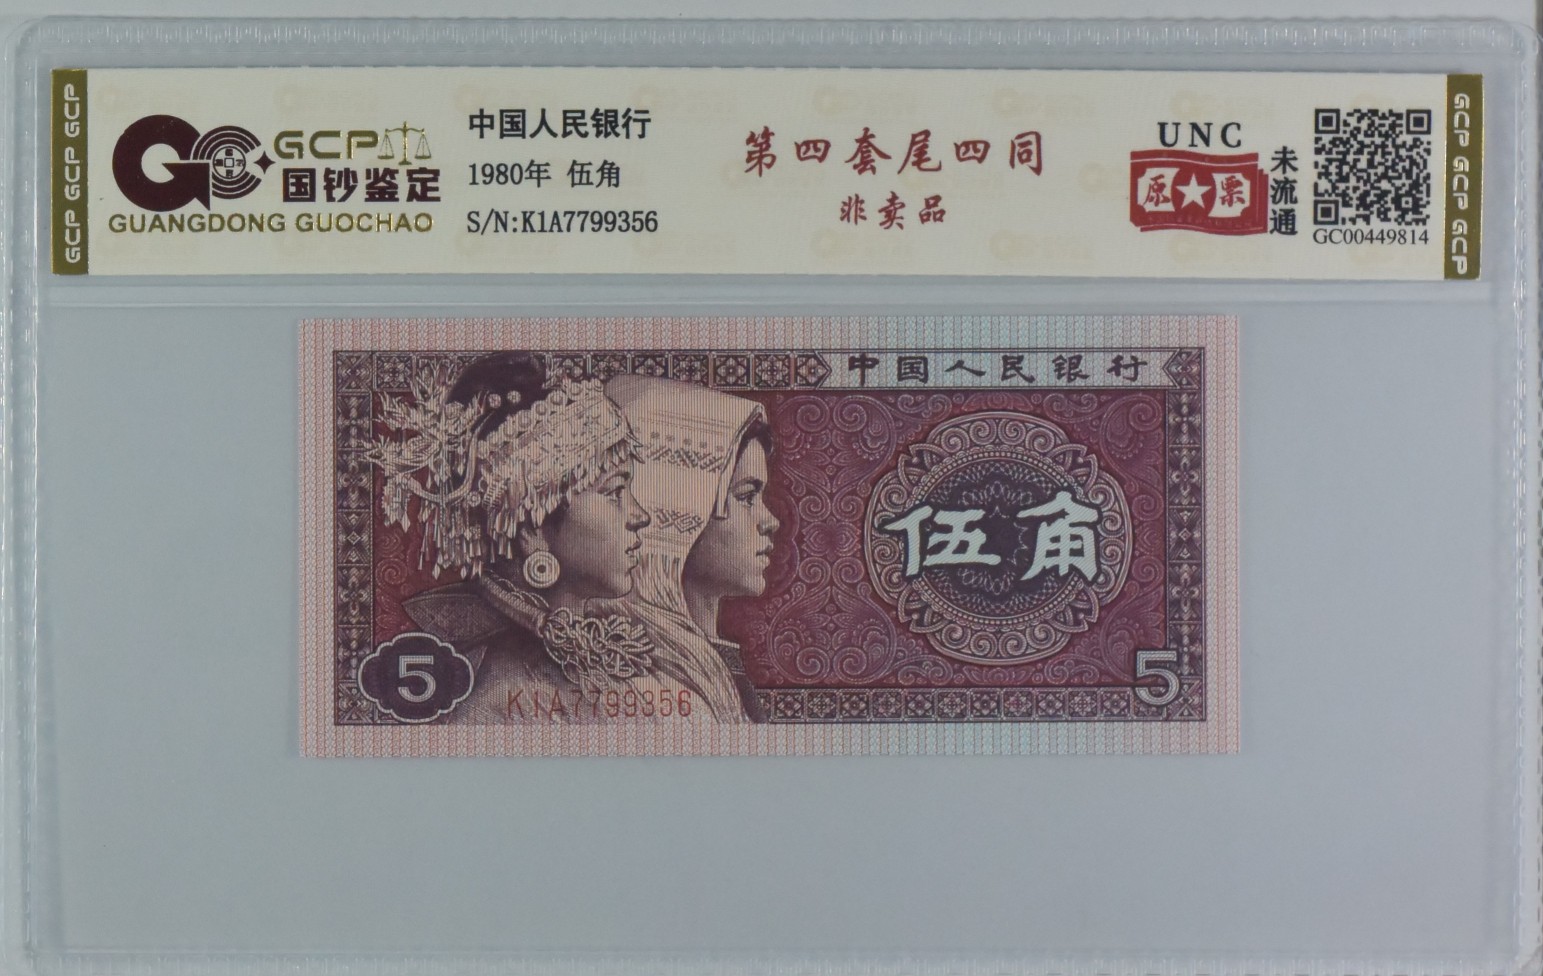 GCP GCP GCP
GCP
国钞鉴定
GUANGDONG GUOCHAO
中国人民银行
1980年 伍角
S/N:K1A7799356
第四套尾四同
非卖品
UNC
原票
未流通
GC00449814
GCP GCP GCP
中国人民银行
伍角
5
K1A7799356
5